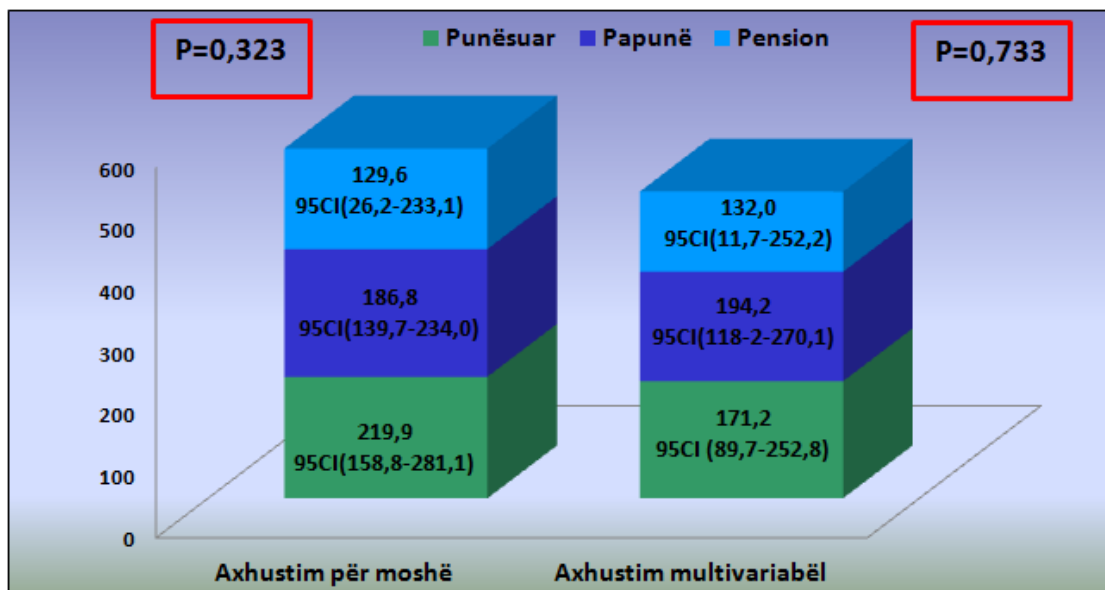 P=0,323
Punësuar Papunë Pension
P=0,733
600
500
400
300
200
100
0
129,6
95CI(26,2-233,1)
186,8
95CI(139,7-234,0)
219,9
95CI(158,8-281,1)
132,0
95CI(11,7-252,2)
194,2
95CI(118-2-270,1)
171,2
95CI (89,7-252,8)
Axhustim për moshë
Axhustim multivariabël